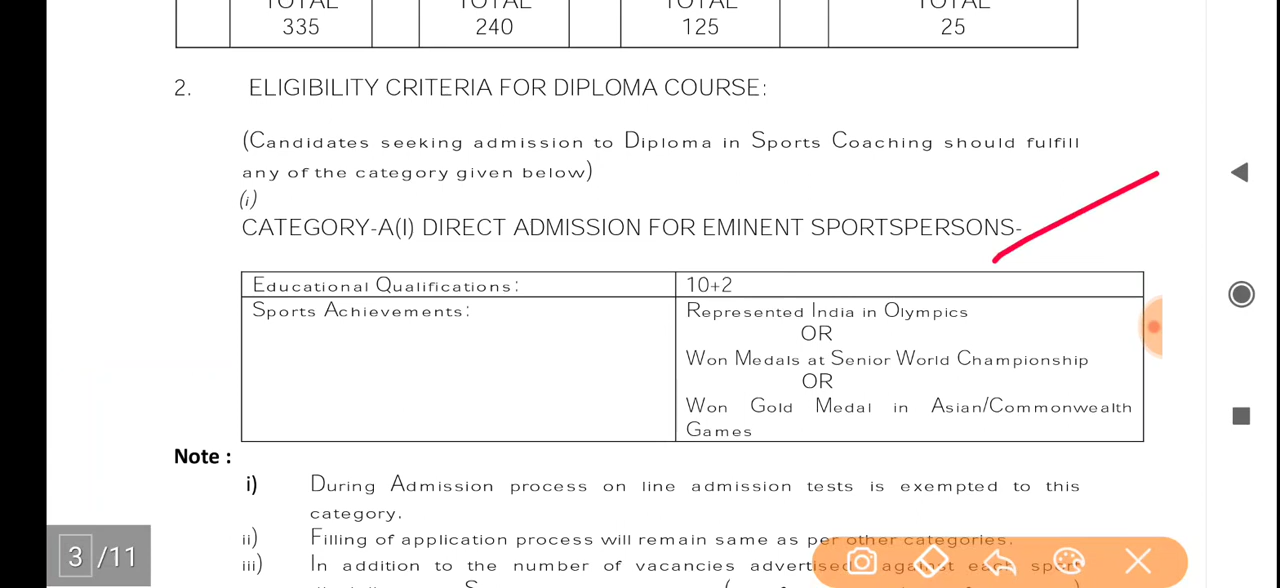 TOTAL TOTAL TOTAL TOTAL
335 240 125 25
2. ELIGIBILITY CRITERIA FOR DIPLOMA COURSE:
(Candidates seeking admission to Diploma in Sports Coaching should fulfill
any of the category given below)
(i)
CATEGORY-A(I) DIRECT ADMISSION FOR EMINENT SPORTSPERSONS-
Educational Qualifications: 10+2
Sports Achievements: Represented India in Olympics
OR
Won Medals at Senior World Championship
OR
Won Gold Medal in Asian/Commonwealth
Games
Note :
i) During Admission process on line admission tests is exempted to this
category.
ii) Filling of application process will remain same as per other categories.
iii) In addition to the number of vacancies advertised against each sport
3 /11